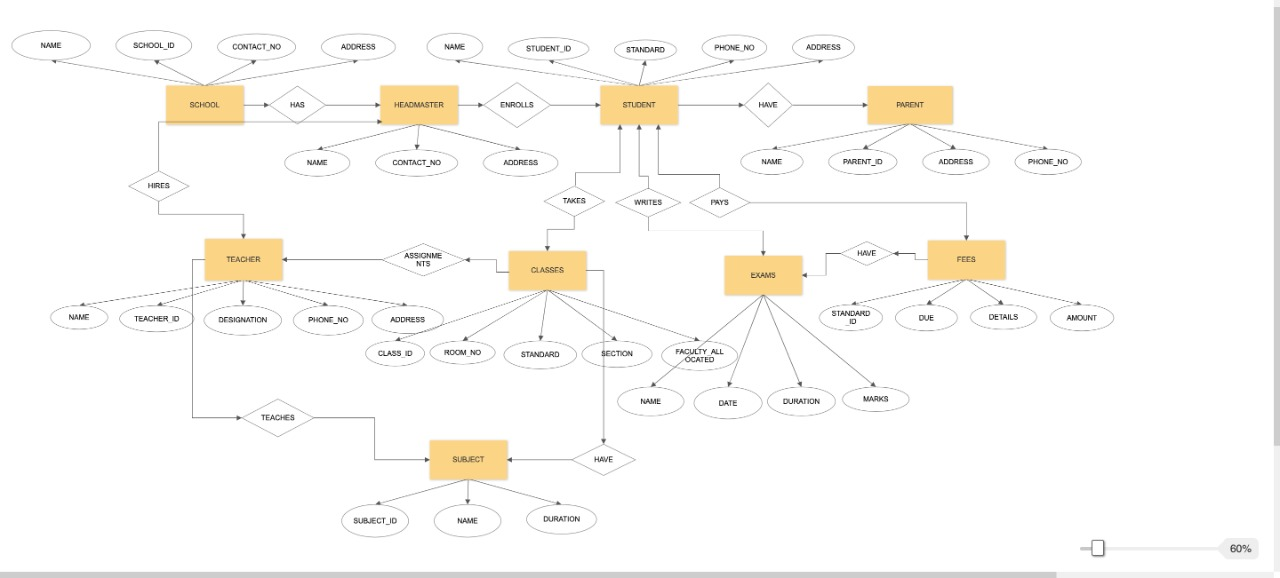 NAME
SCHOOL_ID
CONTACT_NO
ADDRESS
NAME
STUDENT_ID
STANDARD
PHONE_NO
ADDRESS
SCHOOL
HAS
HEADMASTER
ENROLLS
STUDENT
HAVE
PARENT
NAME
CONTACT_NO
ADDRESS
NAME
PARENT_ID
ADDRESS
PHONE_NO
HIRES
TAKES
WRITES
PAYS
TEACHER
ASSIGNME
NTS
CLASSES
EXAMS
HAVE
FEES
NAME
TEACHER_ID
DESIGNATION
PHONE_NO
ADDRESS
STANDARD
_ID
DUE
DETAILS
AMOUNT
CLASS_ID
ROOM_NO
STANDARD
SECTION
FACULTY_ALL
OCATED
NAME
DATE
DURATION
MARKS
TEACHES
SUBJECT
HAVE
SUBJECT_ID
NAME
DURATION
60%